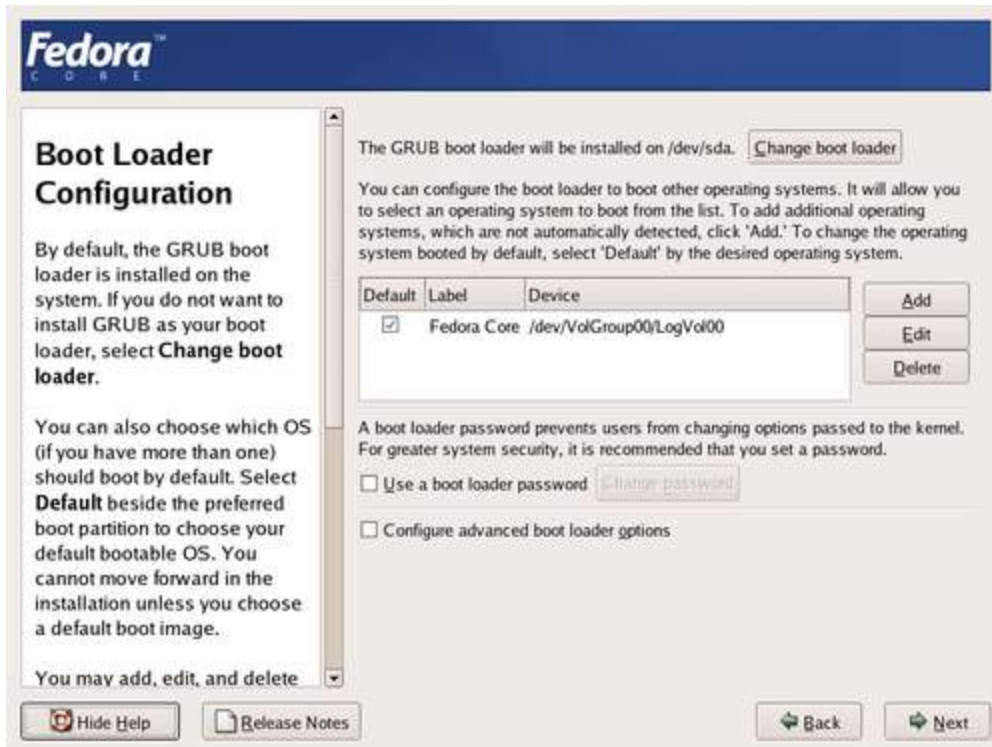 Fedora™
CORE
Boot Loader
Configuration
By default, the GRUB boot
loader is installed on the
system. If you do not want to
install GRUB as your boot
loader, select Change boot
loader.
You can also choose which OS
(if you have more than one)
should boot by default. Select
Default beside the preferred
boot partition to choose your
default bootable OS. You
cannot move forward in the
installation unless you choose
a default boot image.
You may add, edit, and delete
The GRUB boot loader will be installed on /dev/sda. Change boot loader
You can configure the boot loader to boot other operating systems. It will allow you
to select an operating system to boot from the list. To add additional operating
systems, which are not automatically detected, click 'Add.' To change the operating
system booted by default, select 'Default' by the desired operating system.
Default Label Device
Fedora Core /dev/VolGroup00/LogVol00
Add
Edit
Delete
A boot loader password prevents users from changing options passed to the kernel.
For greater system security, it is recommended that you set a password.
Use a boot loader password Change password
Configure advanced boot loader options
Hide Help Release Notes Back Next